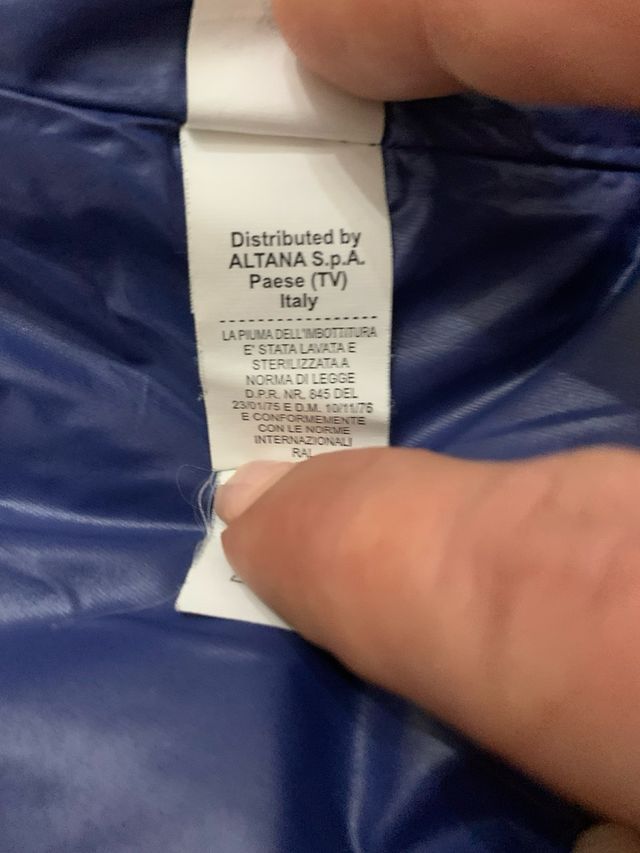 Distributed by
ALTANA S.p.A.
Paese (TV)
Italy
LA PIUMA DELL'IMBOTTITURA
E' STATA LAVATA E
STERILIZZATA A
NORMA DI LEGGE
D.P.R. NR. 845 DEL
23/01/75 E D.M. 10/11/76
E CONFORMEMENTE
CON LE NORME
INTERNAZIONALI
RAL